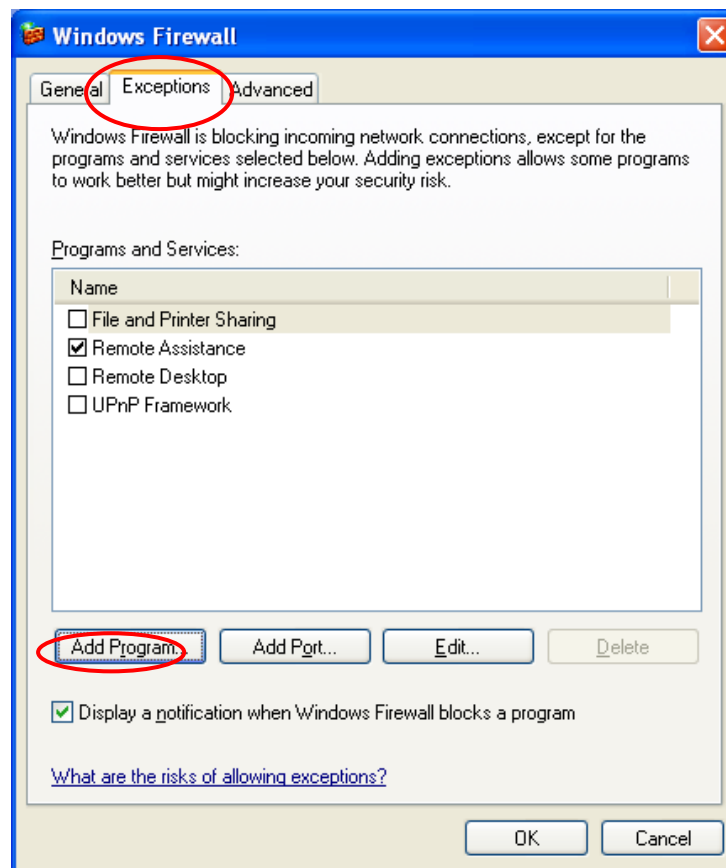 Windows Firewall
General Exceptions Advanced
Windows Firewall is blocking incoming network connections, except for the
programs and services selected below. Adding exceptions allows some programs
to work better but might increase your security risk.
Programs and Services:
Name
File and Printer Sharing
Remote Assistance
Remote Desktop
UPnP Framework
Add Program... Add Port... Edit... Delete
Display a notification when Windows Firewall blocks a program
What are the risks of allowing exceptions?
OK Cancel